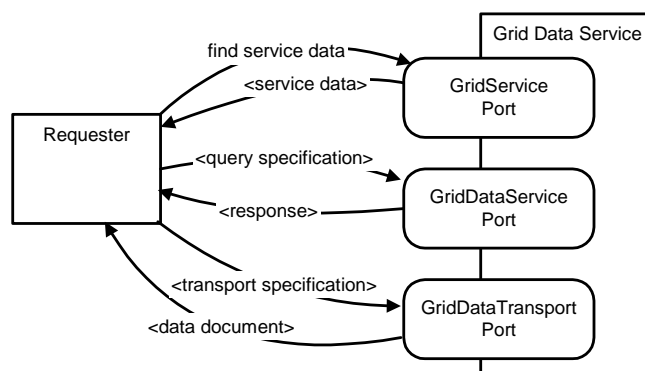 Grid Data Service
find service data
<service data>
GridService
Port
Requester
<query specification>
GridDataService
Port
<response>
<transport specification>
GridDataTransport
Port
<data document>